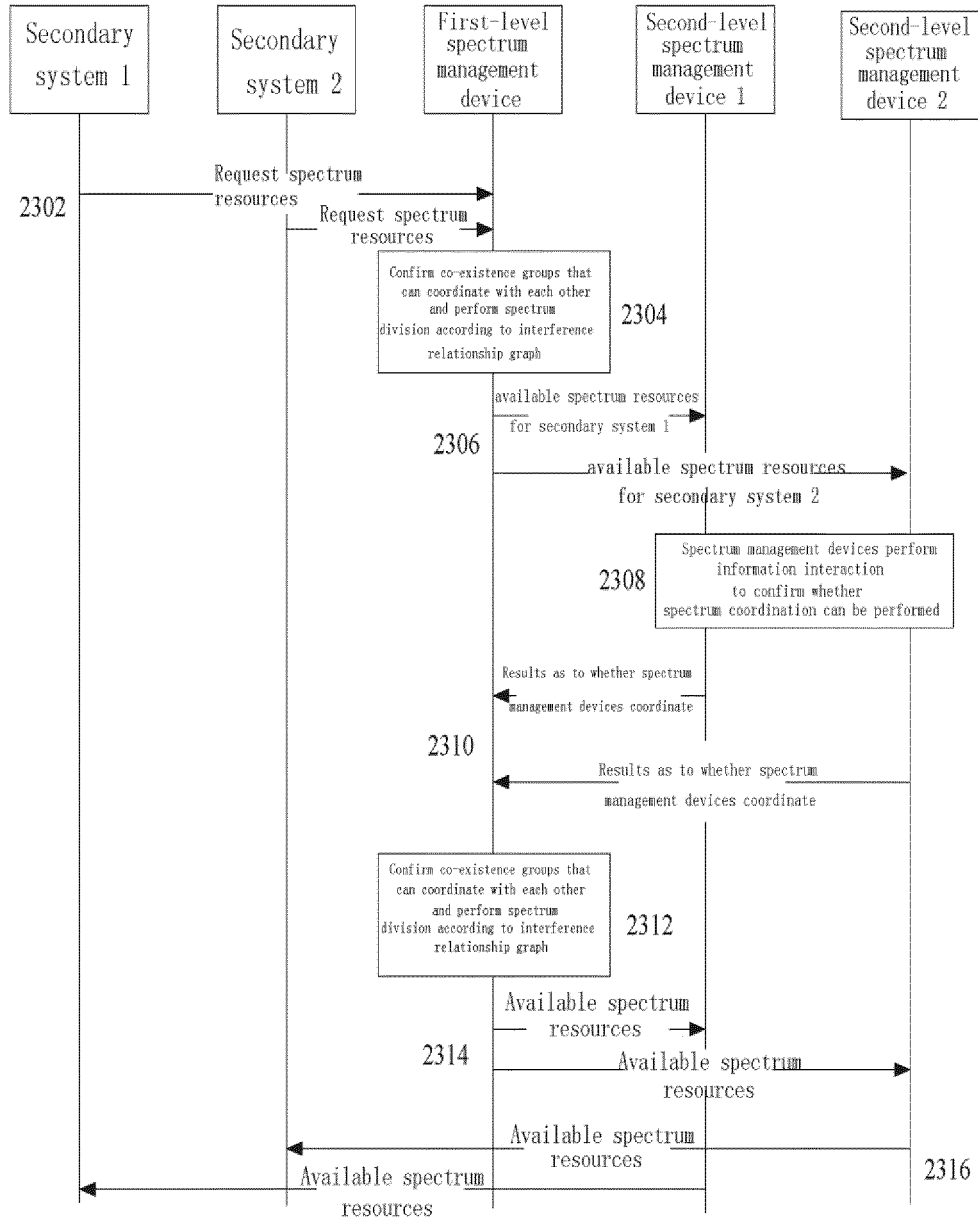 Secondary
system 1
Secondary
system 2
First-level
spectrum
management
device
Second-level
spectrum
management
device 1
Second-level
spectrum
management
device 2
2302
Request spectrum
resources
Request spectrum
resources
Confirm co-existence groups that
can coordinate with each other
and perform spectrum
division according to interference
relationship graph
2304
available spectrum resources
for secondary system 1
2306
available spectrum resources
for secondary system 2
2308
Spectrum management devices perform
information interaction
to confirm whether
spectrum coordination can be performed
Results as to whether spectrum
management devices coordinate
2310
Results as to whether spectrum
management devices coordinate
Confirm co-existence groups that
can coordinate with each other
and perform spectrum
division according to interference
relationship graph
2312
Available spectrum
resources
2314
Available spectrum
resources
Available spectrum
resources
2316
Available spectrum
resources